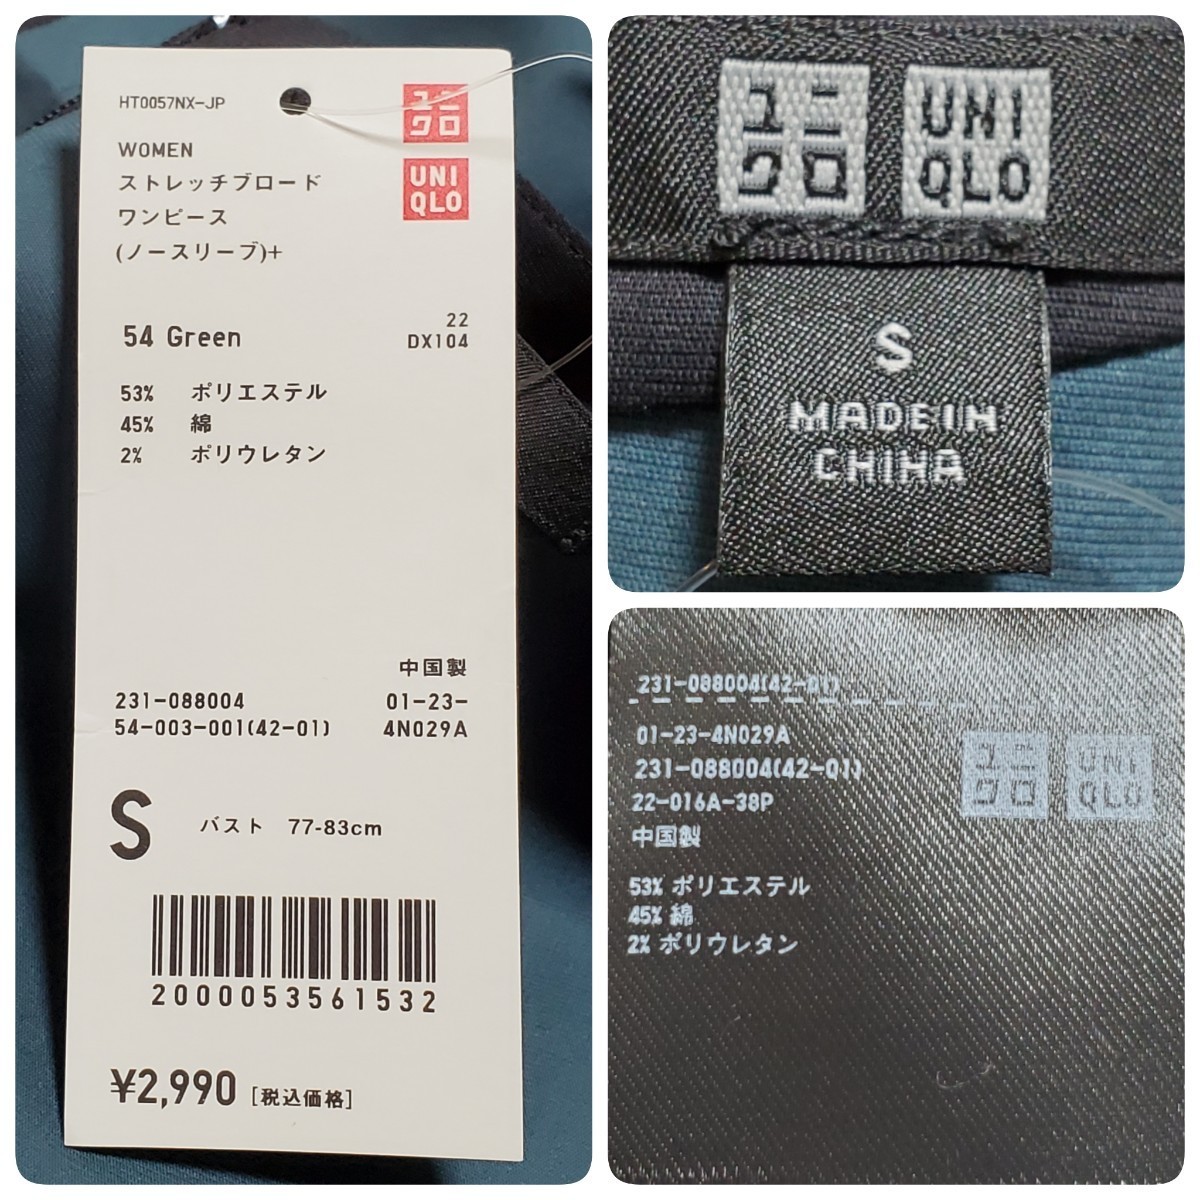 HT0057NX-JP
ユニ
クロ
UNI
QLO
WOMEN
ストレッチブロード
ワンピース
(ノースリーブ)+
54 Green
22
DX104
53% ポリエステル
45% 綿
2% ポリウレタン
中国製
231-088004 01-23-
54-003-001(42-01) 4N029A
S バスト 77-83cm
2000053561532
¥2,990 [税込価格]
ユニ
クロ
UNI
QLO
S
MADE IN
CHINA
231-088004(42-01)
01-23-4N029A
231-088004(42-01)
22-016A-38P
中国製
ユニ
クロ
UNI
QLO
53% ポリエステル
45% 綿
2% ポリウレタン